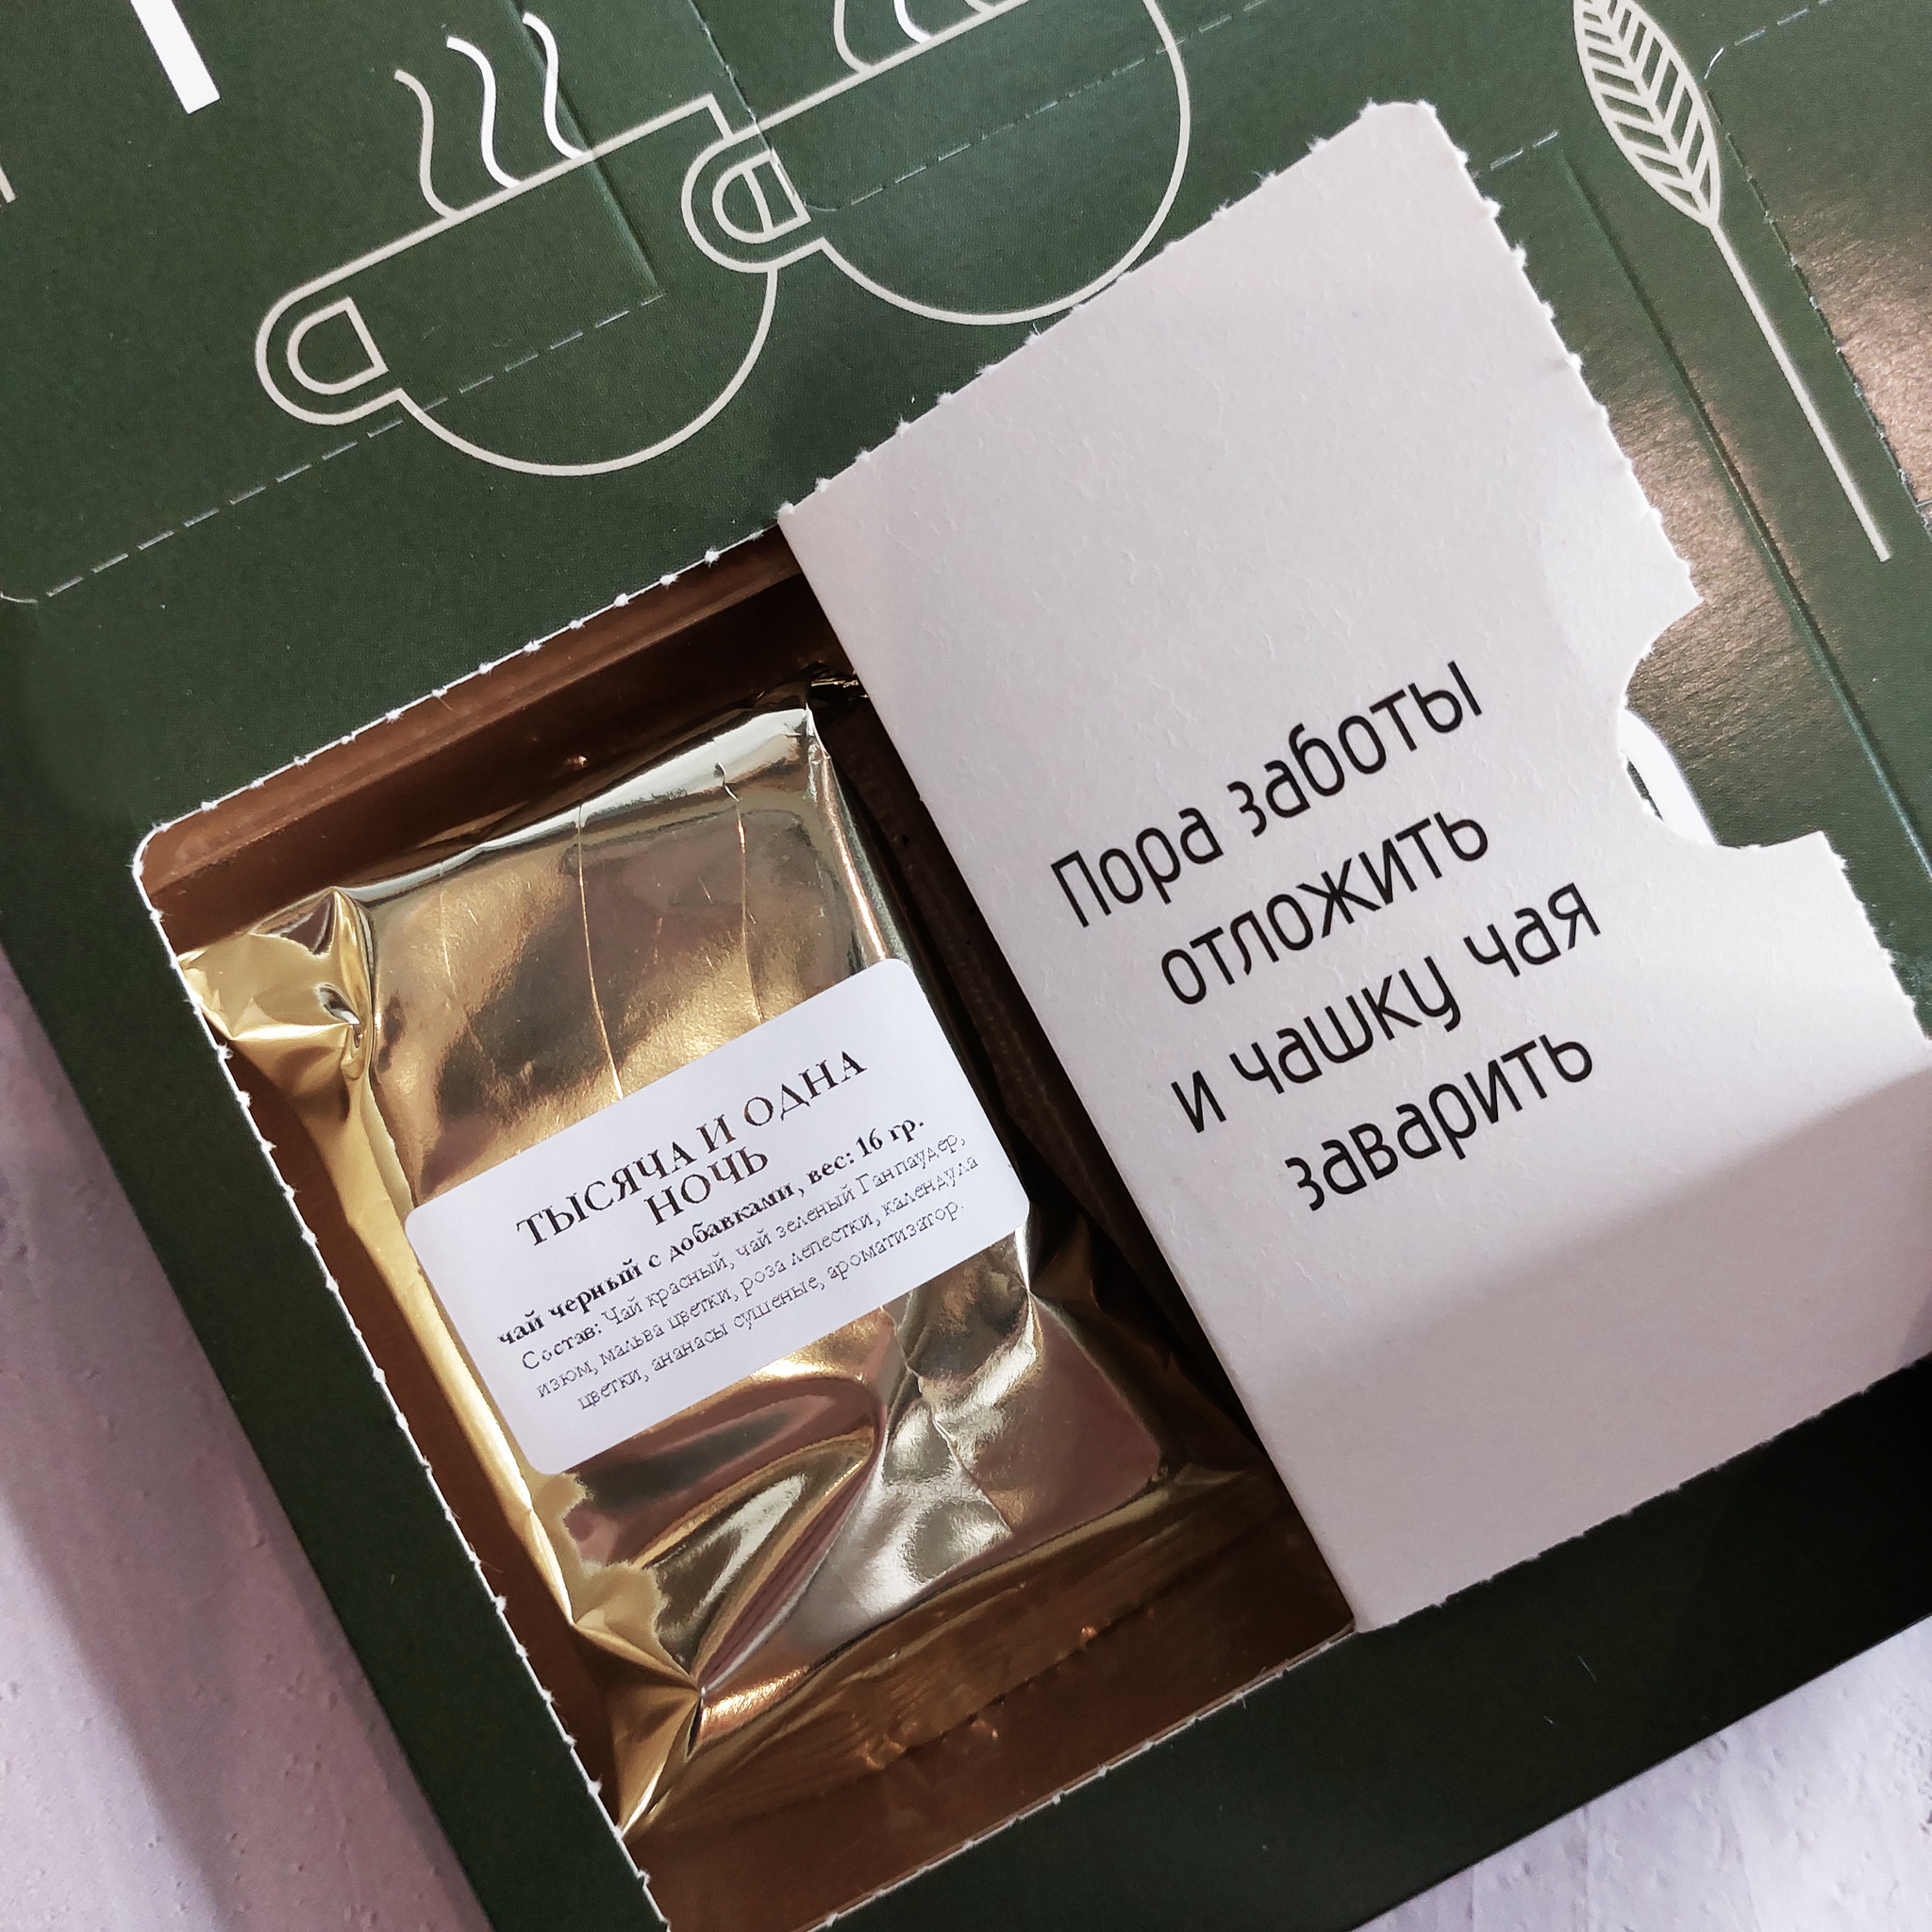 Пора заботы
отложить
и чашку чая
заварить
ТЫСЯЧА И ОДНА
НОЧЬ
чай черный с добавками, вес: 16 гр.
Состав: Чай красный, чай зеленый Ганпаудер,
изюм, мальва цветки, роза лепестки, календула
цветки, ананасы сушеные, ароматизатор.